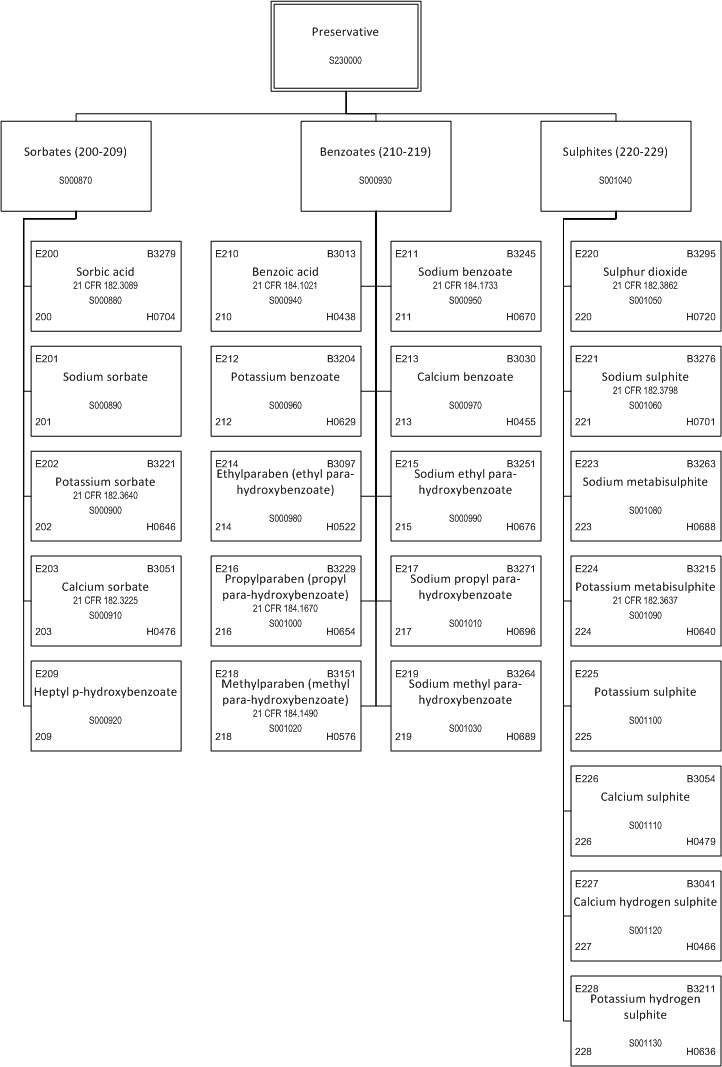 Preservative
S230000
Sorbates (200-209)
S000870
Benzoates (210-219)
S000930
Sulphites (220-229)
S001040
E200 B3279
Sorbic acid
21 CFR 182.3089
S000880
200 H0704
E201
Sodium sorbate
S000890
201
E202 B3221
Potassium sorbate
21 CFR 182.3640
S000900
202 H0646
E203 B3051
Calcium sorbate
21 CFR 182.3225
S000910
203 H0476
E209
Heptyl p-hydroxybenzoate
S000920
209
E210 B3013
Benzoic acid
21 CFR 184.1021
S000940
210 H0438
E211 B3245
Sodium benzoate
21 CFR 184.1733
S000950
211 H0670
E212 B3204
Potassium benzoate
S000960
212 H0629
E213 B3030
Calcium benzoate
S000970
213 H0455
E214 B3097
Ethylparaben (ethyl para-
hydroxybenzoate)
S000980
214 H0522
E215 B3251
Sodium ethyl para-
hydroxybenzoate
S000990
215 H0676
E216 B3229
Propylparaben (propyl
para-hydroxybenzoate)
21 CFR 184.1670
S001000
216 H0654
E217 B3271
Sodium propyl para-
hydroxybenzoate
S001010
217 H0696
E218 B3151
Methylparaben (methyl
para-hydroxybenzoate)
21 CFR 184.1490
S001020
218 H0576
E219 B3264
Sodium methyl para-
hydroxybenzoate
S001030
219 H0689
E220 B3295
Sulphur dioxide
21 CFR 182.3862
S001050
220 H0720
E221 B3276
Sodium sulphite
21 CFR 182.3798
S001060
221 H0701
E223 B3263
Sodium metabisulphite
S001080
223 H0688
E224 B3215
Potassium metabisulphite
21 CFR 182.3637
S001090
224 H0640
E225
Potassium sulphite
S001100
225
E226 B3054
Calcium sulphite
S001110
226 H0479
E227 B3041
Calcium hydrogen sulphite
S001120
227 H0466
E228 B3211
Potassium hydrogen
sulphite
S001130
228 H0636